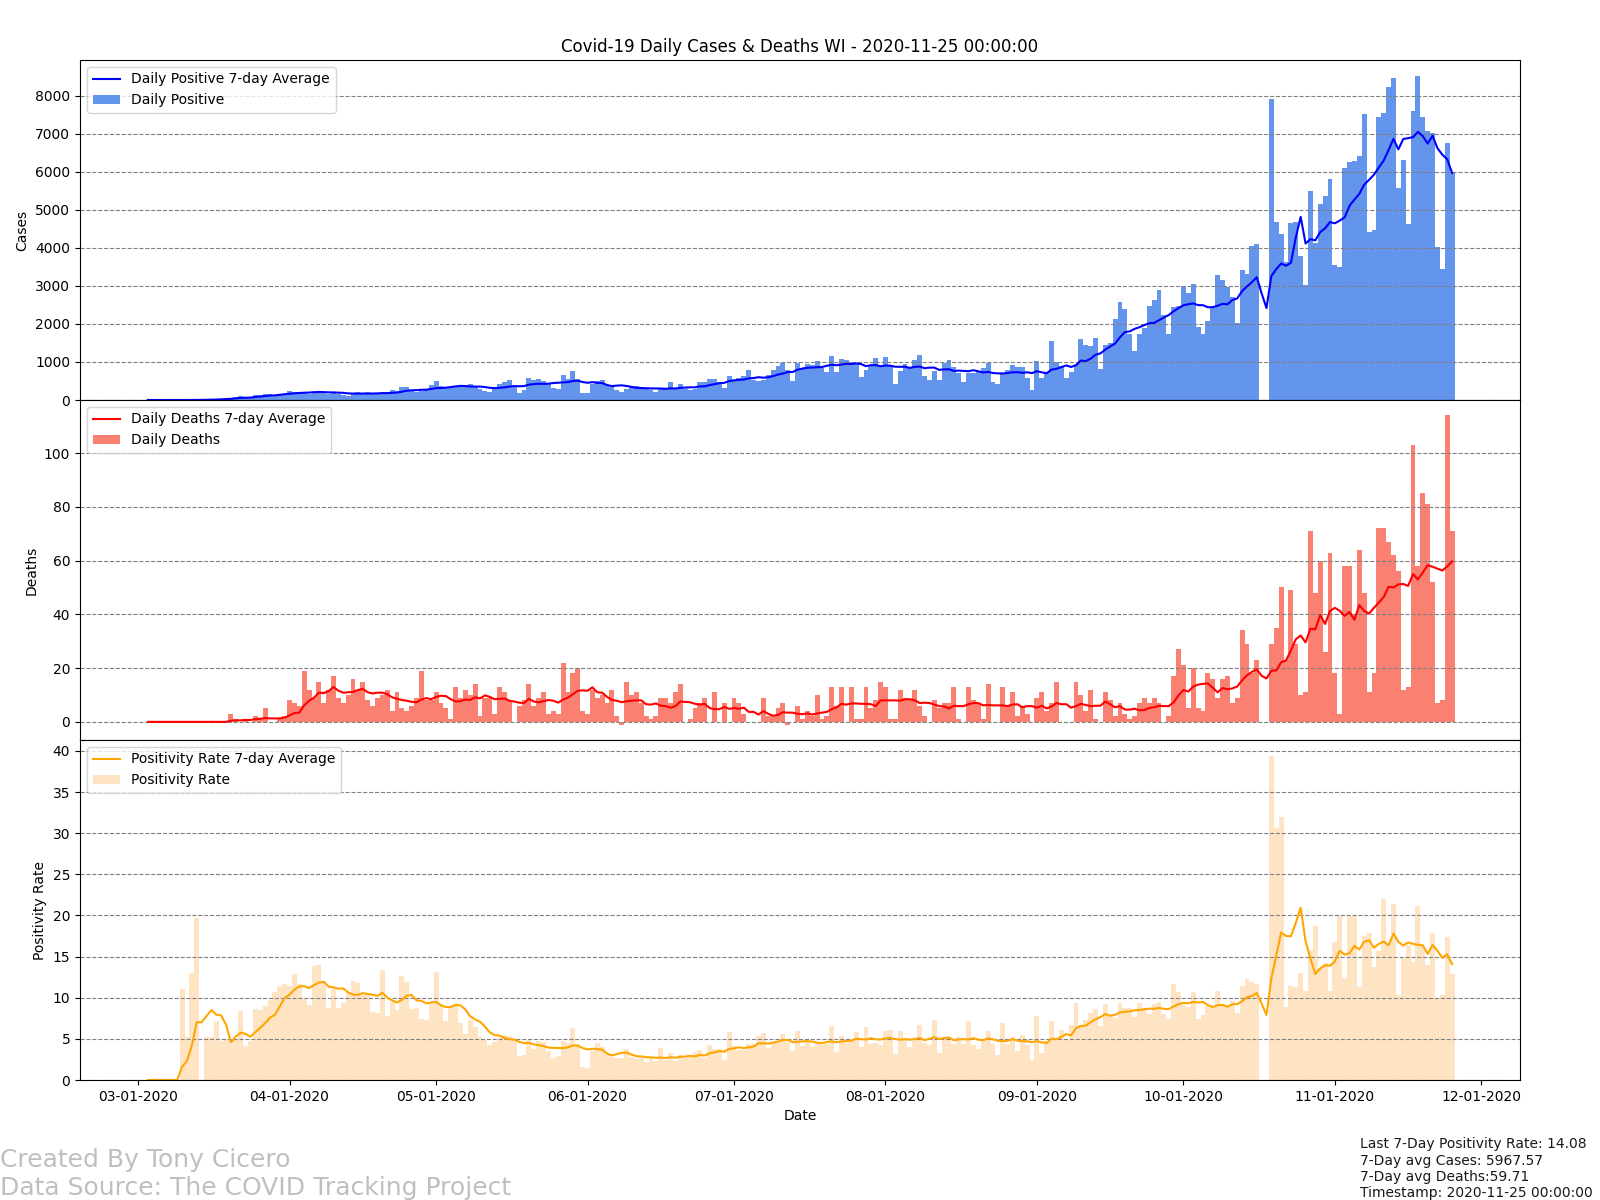 Covid-19 Daily Cases & Deaths WI - 2020-11-25 00:00:00
Daily Positive 7-day Average
Daily Positive
8000
7000
6000
5000
4000
3000
2000
1000
0
Cases
Daily Deaths 7-day Average
Daily Deaths
100
80
60
40
20
0
Deaths
Positivity Rate 7-day Average
Positivity Rate
40
35
30
25
20
15
10
5
0
Positivity Rate
03-01-2020 04-01-2020 05-01-2020 06-01-2020 07-01-2020 08-01-2020 09-01-2020 10-01-2020 11-01-2020 12-01-2020
Date
Created By Tony Cicero
Data Source: The COVID Tracking Project
Last 7-Day Positivity Rate: 14.08
7-Day avg Cases: 5967.57
7-Day avg Deaths:59.71
Timestamp: 2020-11-25 00:00:00